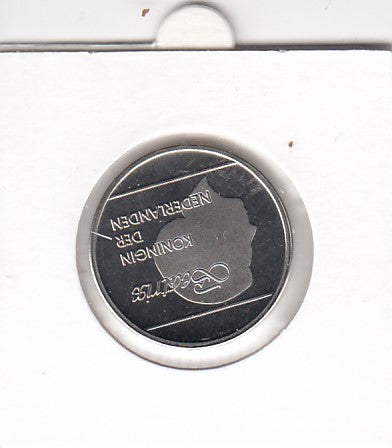 Beatrix
KONINGIN
DER
NEDERLANDEN